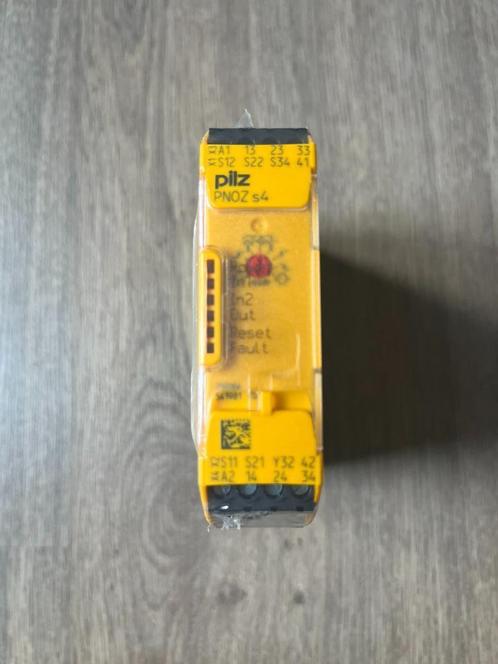 A1 13 23 33
S12 S22 S34 41
pilz
PNOZ s4
In2
Out
Reset
Fault
S11 S21 Y32 42
A2 14 24 34